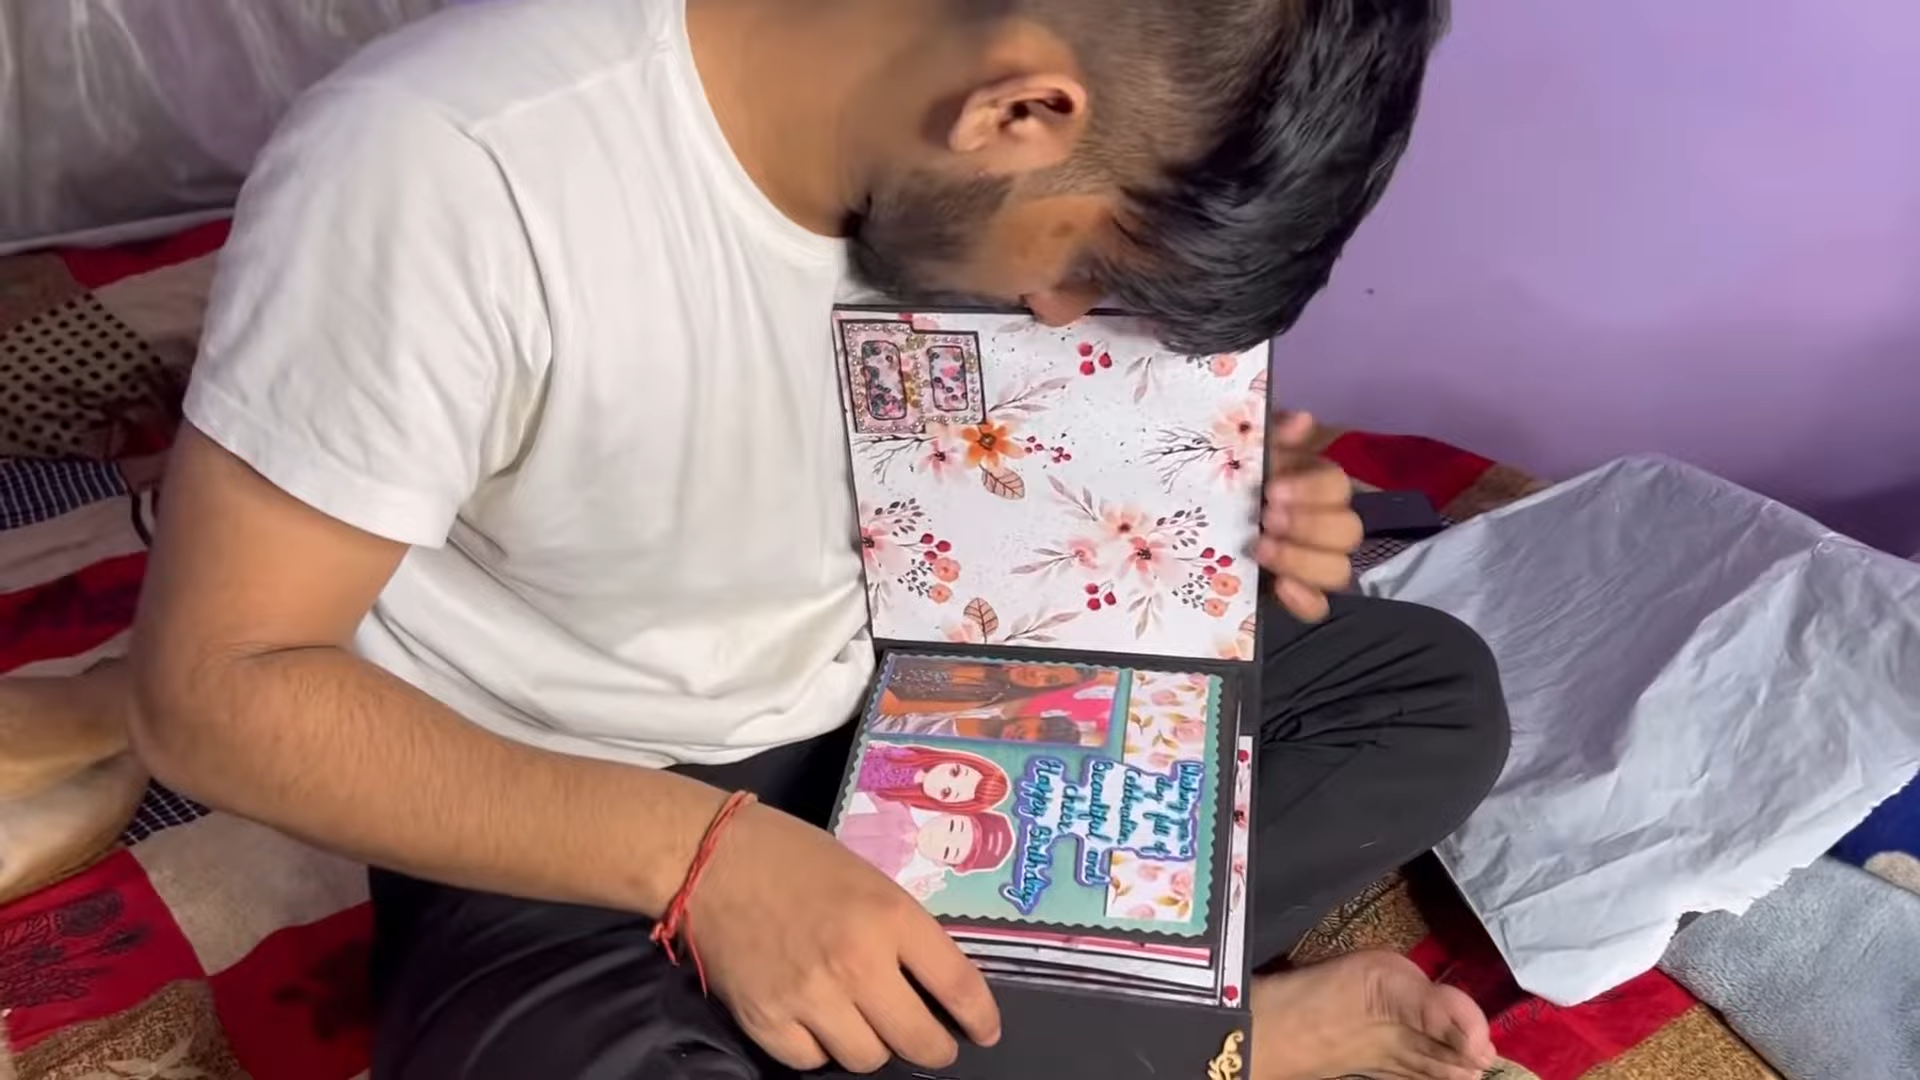 Wishing you a
day full of
celebration
Beautiful and
cheer
Happy Birthday